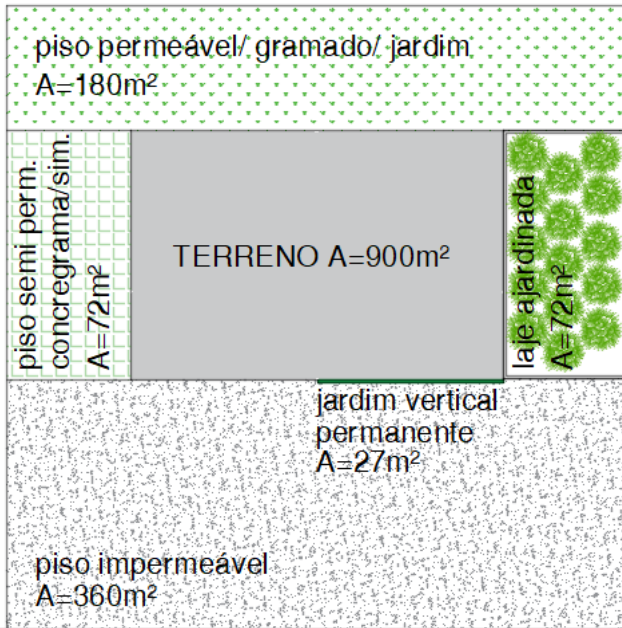 piso permeável/ gramado/ jardim
A=180m²
piso semi perm.
concregrama/sim.
A=72m²
TERRENO A=900m²
laje ajardinada
A=72m²
jardim vertical
permanente
A=27m²
piso impermeável
A=360m²